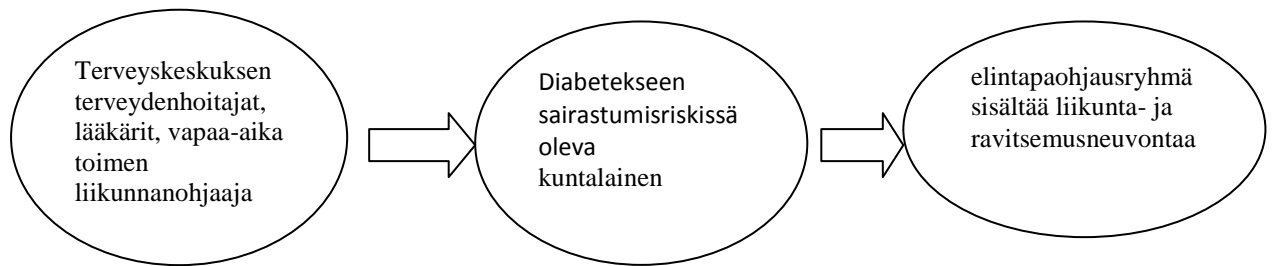 Terveyskeskuksen
terveydenhoitajat,
lääkärit, vapaa-aika
toimen
liikunnanohjaaja
Diabetekseen
sairastumisriskissä
oleva
kuntalainen
elintapaohjausryhmä
sisältää liikunta- ja
ravitsemusneuvontaa